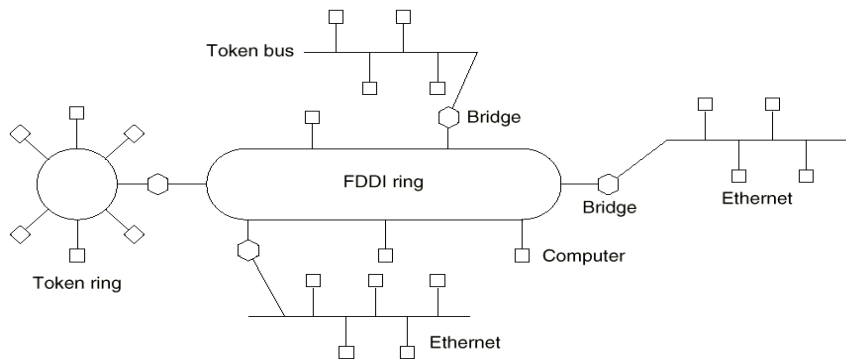 Token bus
Bridge
FDDI ring
Bridge
Ethernet
Computer
Token ring
Ethernet